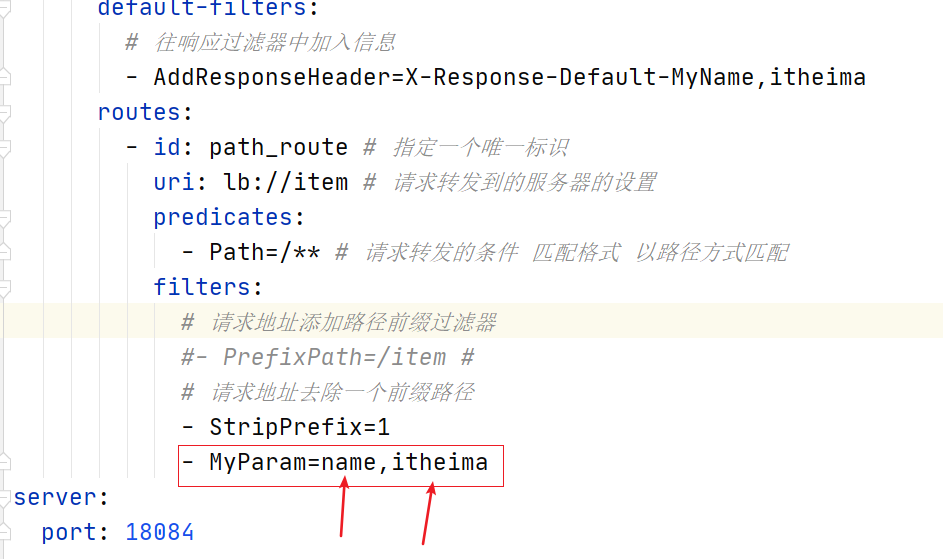 default-filters:
# 往响应过滤器中加入信息
- AddResponseHeader=X-Response-Default-MyName,itheima
routes:
- id: path_route # 指定一个唯一标识
uri: lb://item # 请求转发到的服务器的设置
predicates:
- Path=/** # 请求转发的条件 匹配格式 以路径方式匹配
filters:
# 请求地址添加路径前缀过滤器
#- PrefixPath=/item #
# 请求地址去除一个前缀路径
- StripPrefix=1
- MyParam=name,itheima
server:
port: 18084